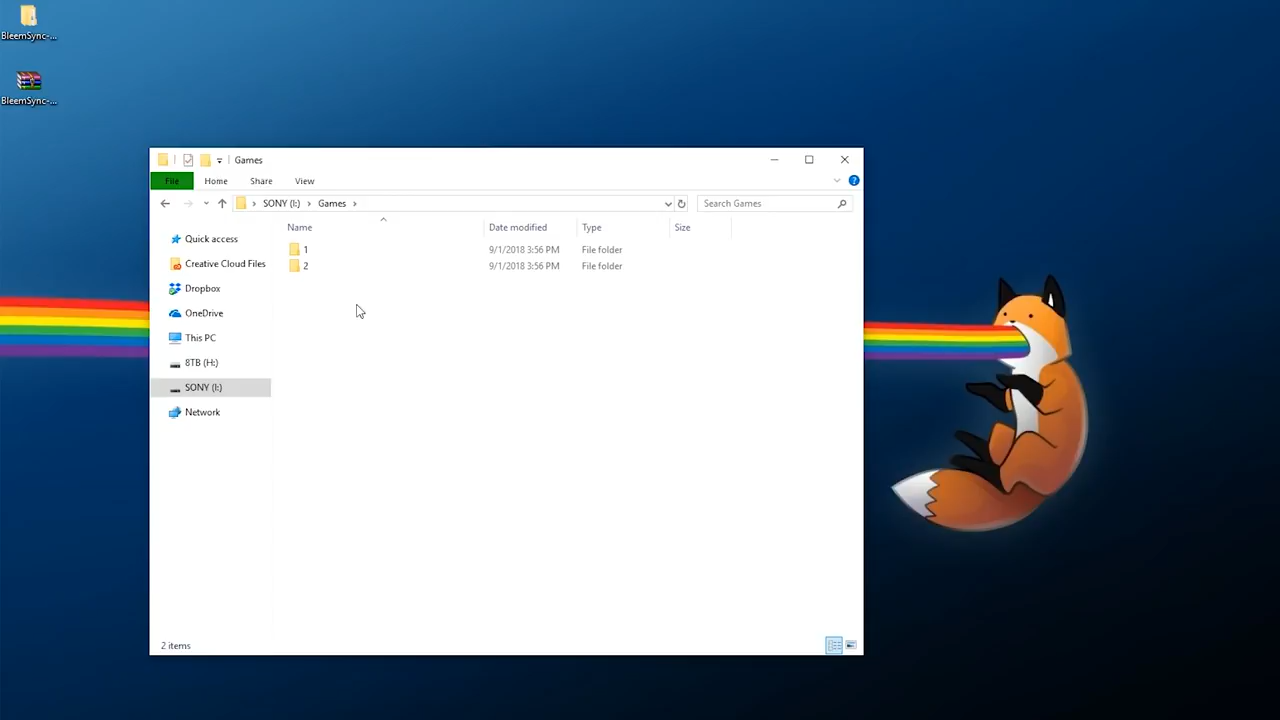 BleemSync-...
BleemSync-...
Games
File Home Share View
SONY (I:) Games
Search Games
Name Date modified Type Size
1 9/1/2018 3:56 PM File folder
2 9/1/2018 3:56 PM File folder
Quick access
Creative Cloud Files
Dropbox
OneDrive
This PC
8TB (H:)
SONY (I:)
Network
2 items